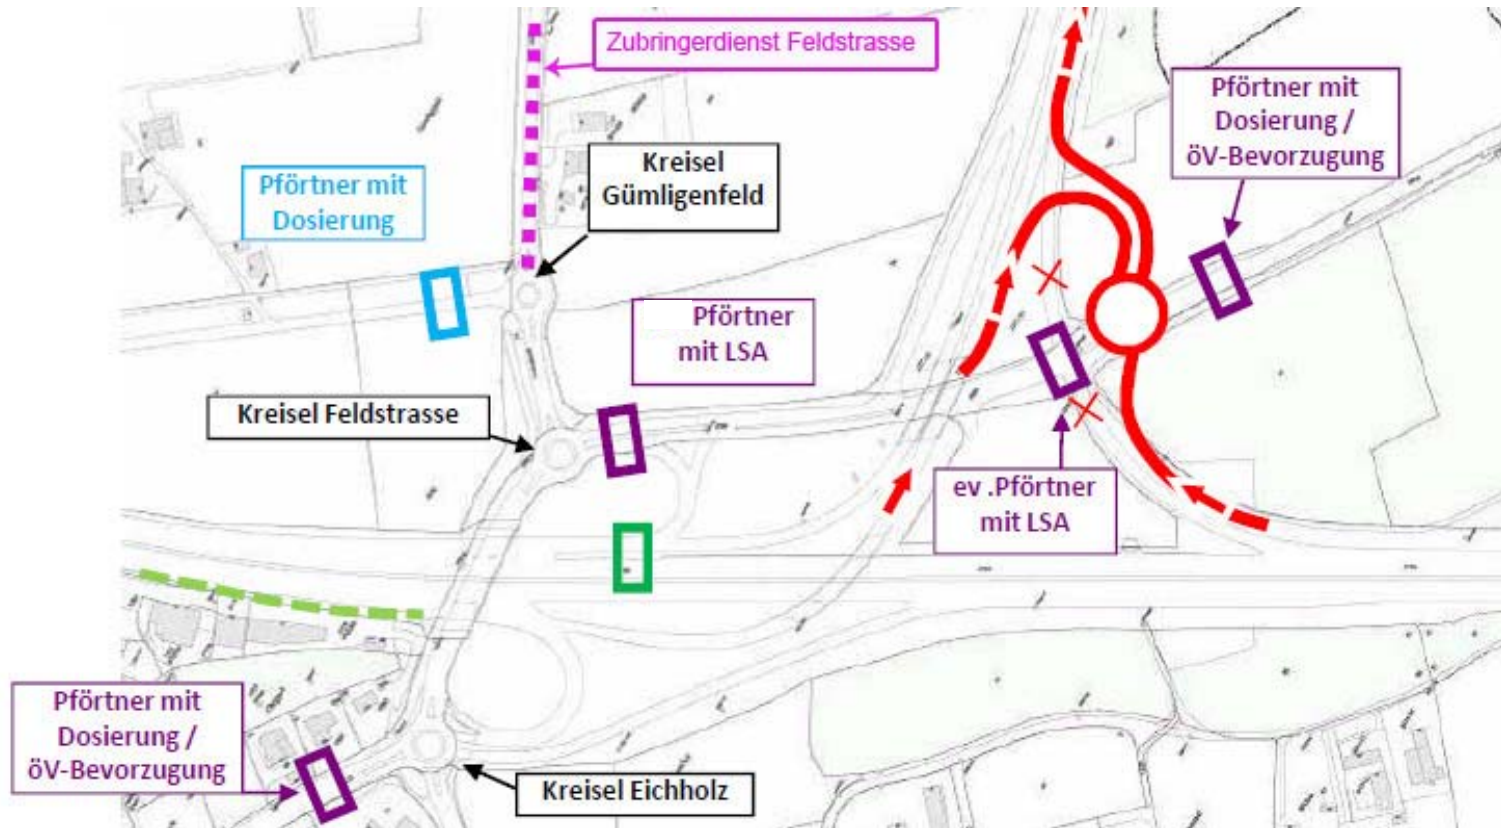 Zubringerdienst Feldstrasse
Pförtner mit
Dosierung /
öV-Bevorzugung
Kreisel
Gümligenfeld
Pförtner mit
Dosierung
Pförtner
mit LSA
Kreisel Feldstrasse
ev .Pförtner
mit LSA
Pförtner mit
Dosierung /
öV-Bevorzugung
Kreisel Eichholz